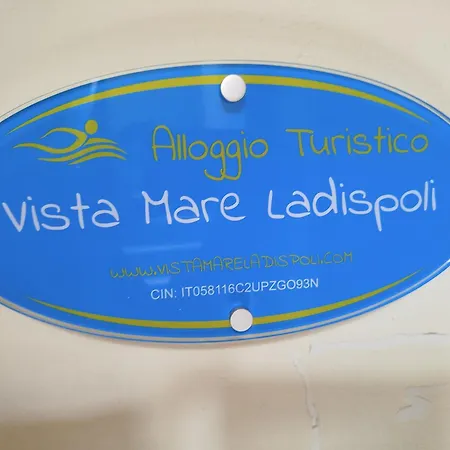 Alloggio Turistico
Vista Mare Ladispoli
www.vistamareladispoli.com
CIN: IT058116C2UPZGO93N